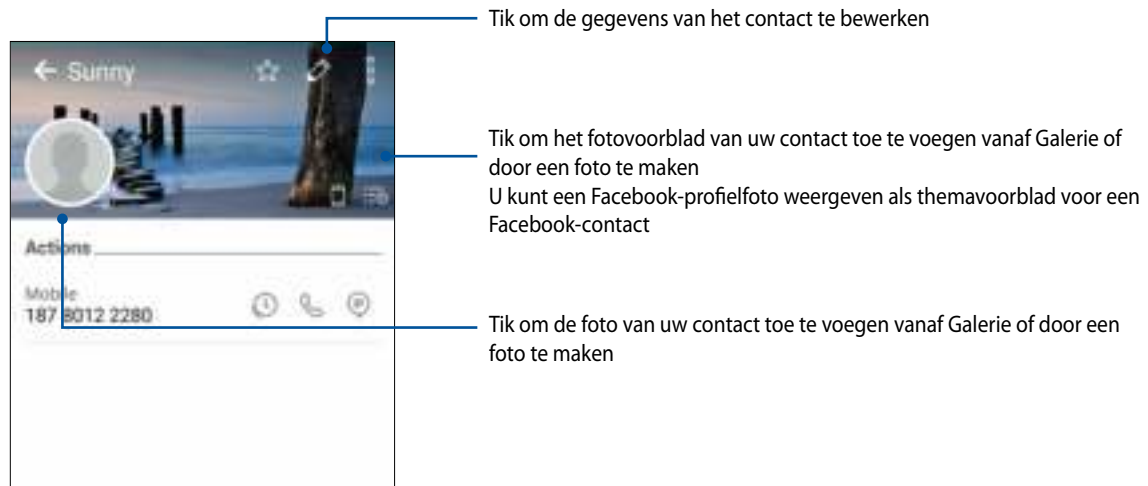 Tik om de gegevens van het contact te bewerken
Sunny
Tik om het fotovoorblad van uw contact toe te voegen vanaf Galerie of
door een foto te maken
U kunt een Facebook-profielfoto weergeven als themavoorblad voor een
Facebook-contact
Actions
Mobile
187 8012 2280
Tik om de foto van uw contact toe te voegen vanaf Galerie of door een
foto te maken